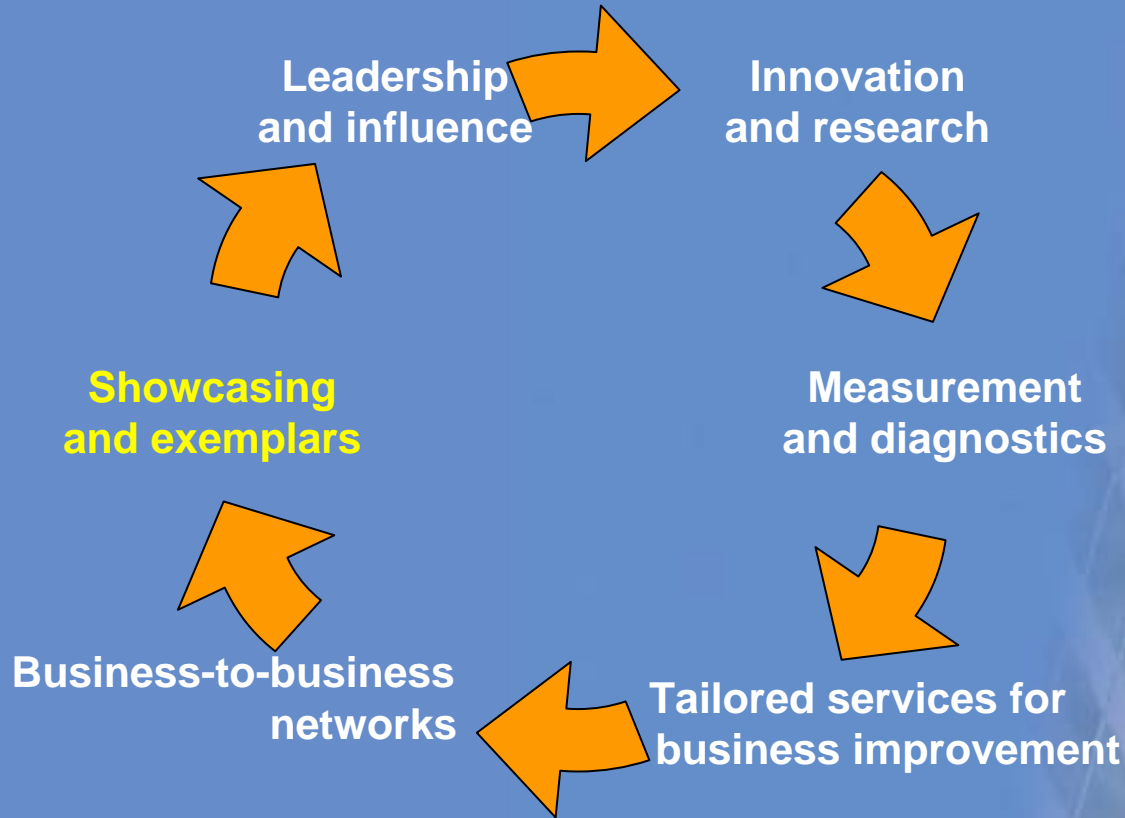 Leadership
and influence
Innovation
and research
Measurement
and diagnostics
Tailored services for
business improvement
Business-to-business
networks
Showcasing
and exemplars